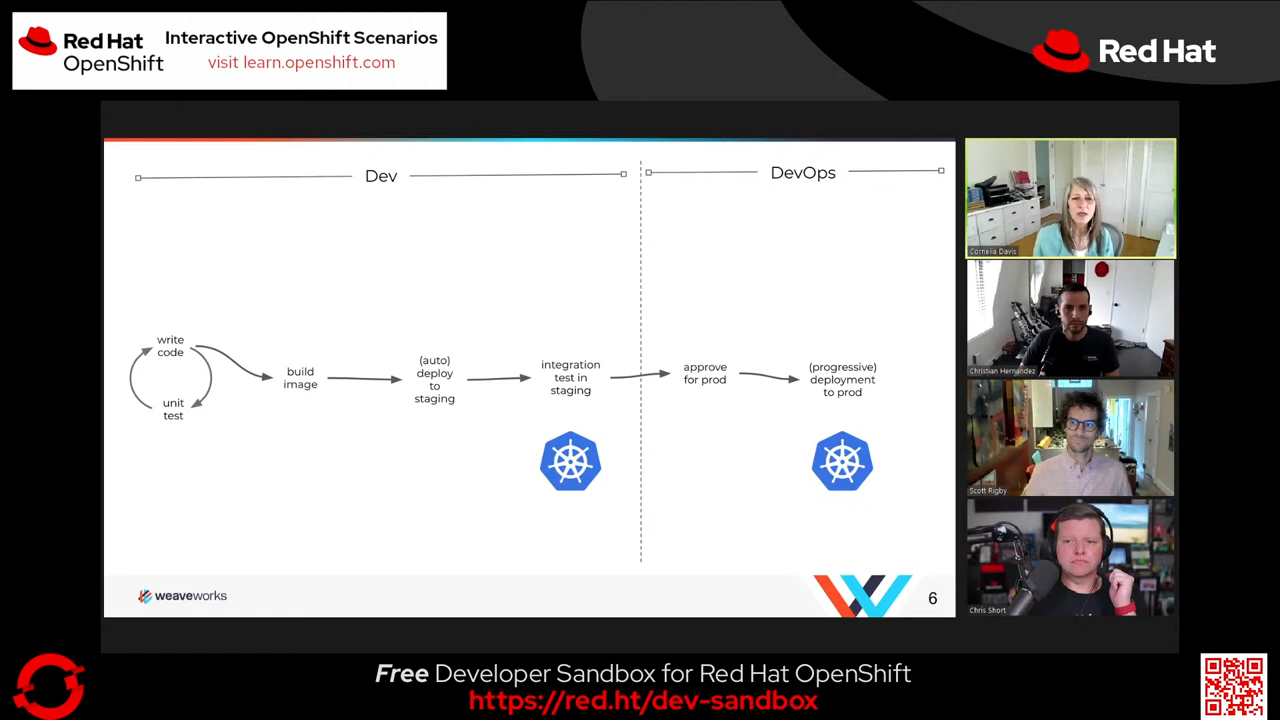 Red Hat
OpenShift
Interactive OpenShift Scenarios
visit learn.openshift.com
Red Hat
Dev
DevOps
write
code
unit
test
build
image
(auto)
deploy
to
staging
integration
test in
staging
approve
for prod
(progressive)
deployment
to prod
weaveworks
6
Cornelia Davis
Christian Hernandez
Scott Rigby
Chris Short
Free Developer Sandbox for Red Hat OpenShift
https://red.ht/dev-sandbox